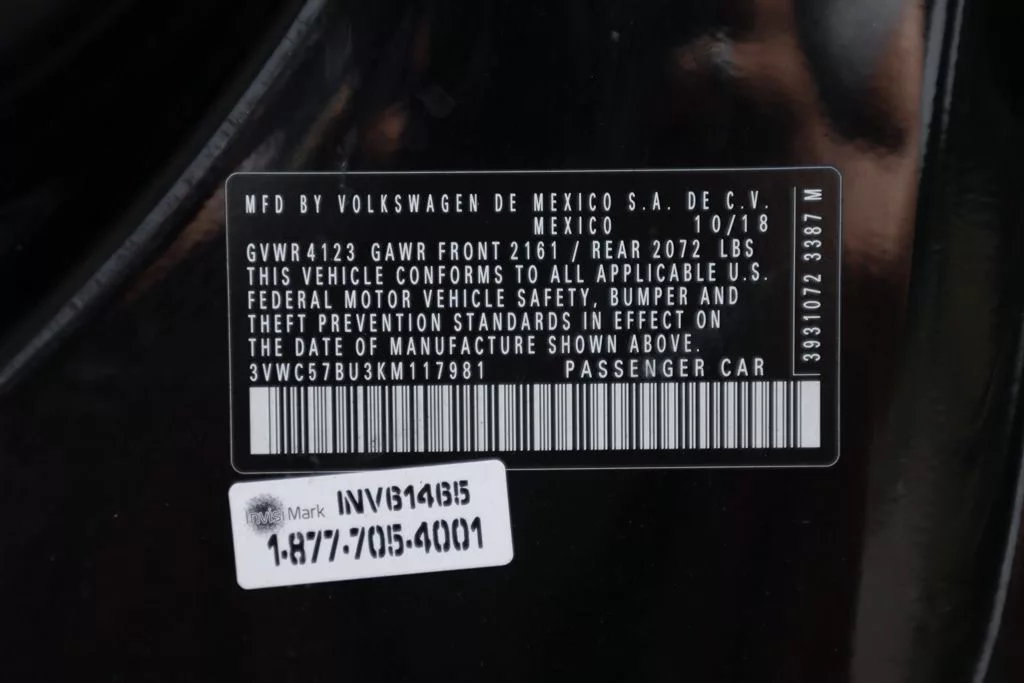 MFD BY VOLKSWAGEN DE MEXICO S.A. DE C.V.
MEXICO 10/18
GVWR 4123 GAWR FRONT 2161 / REAR 2072 LBS
THIS VEHICLE CONFORMS TO ALL APPLICABLE U.S.
FEDERAL MOTOR VEHICLE SAFETY, BUMPER AND
THEFT PREVENTION STANDARDS IN EFFECT ON
THE DATE OF MANUFACTURE SHOWN ABOVE.
3VWC57BU3KM117981 PASSENGER CAR
3931072 3387 M
InvisiMark INV61465
1-877-705-4001